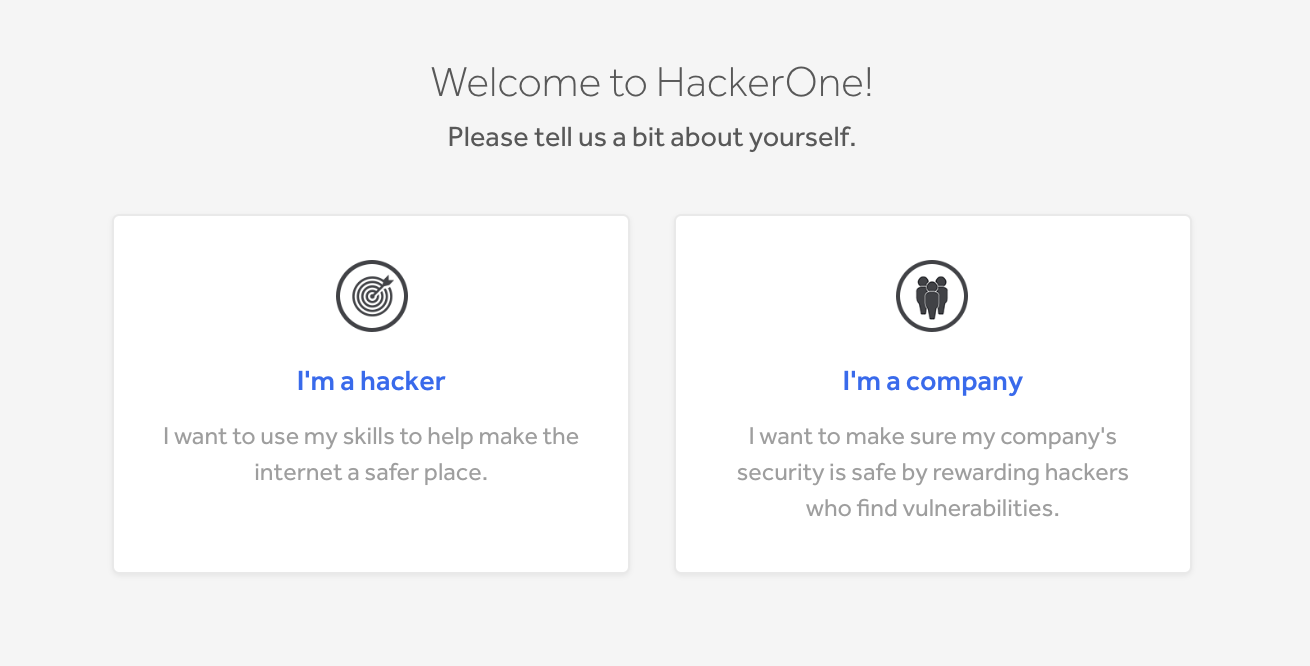 Welcome to HackerOne!
Please tell us a bit about yourself.
I'm a hacker
I want to use my skills to help make the
internet a safer place.
I'm a company
I want to make sure my company's
security is safe by rewarding hackers
who find vulnerabilities.